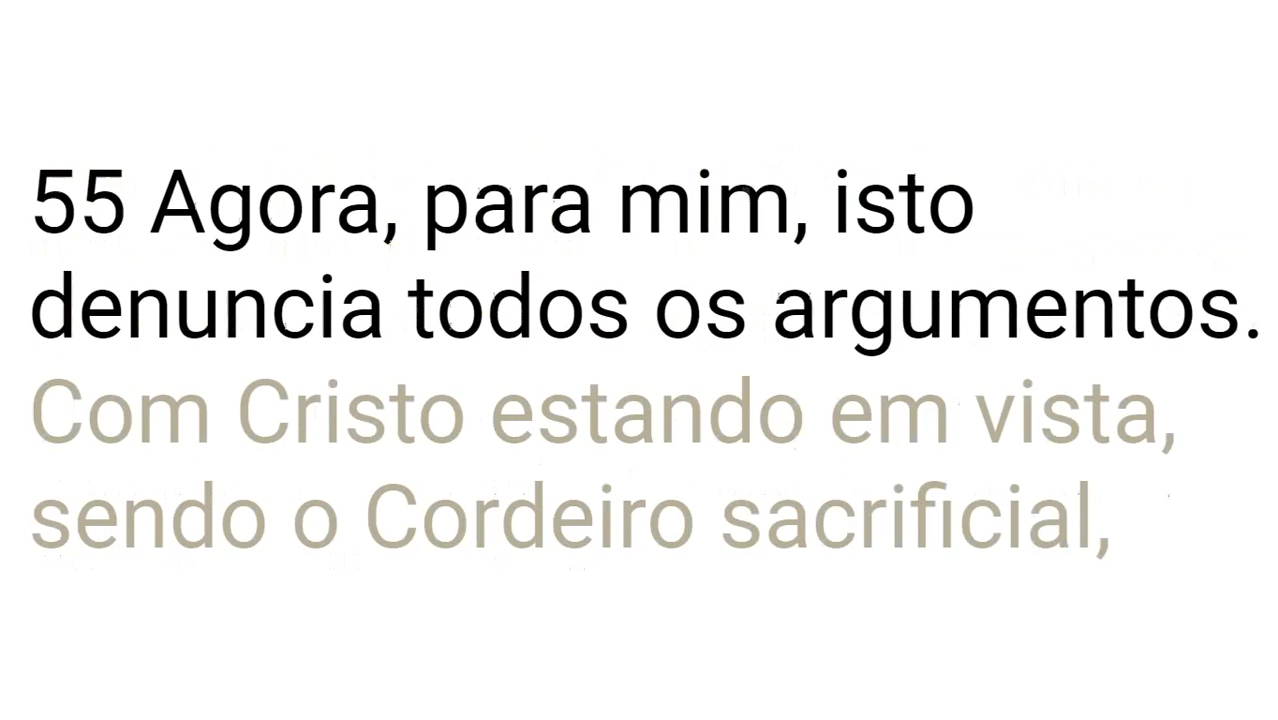 55 Agora, para mim, isto
denuncia todos os argumentos.
Com Cristo estando em vista,
sendo o Cordeiro sacrificial,